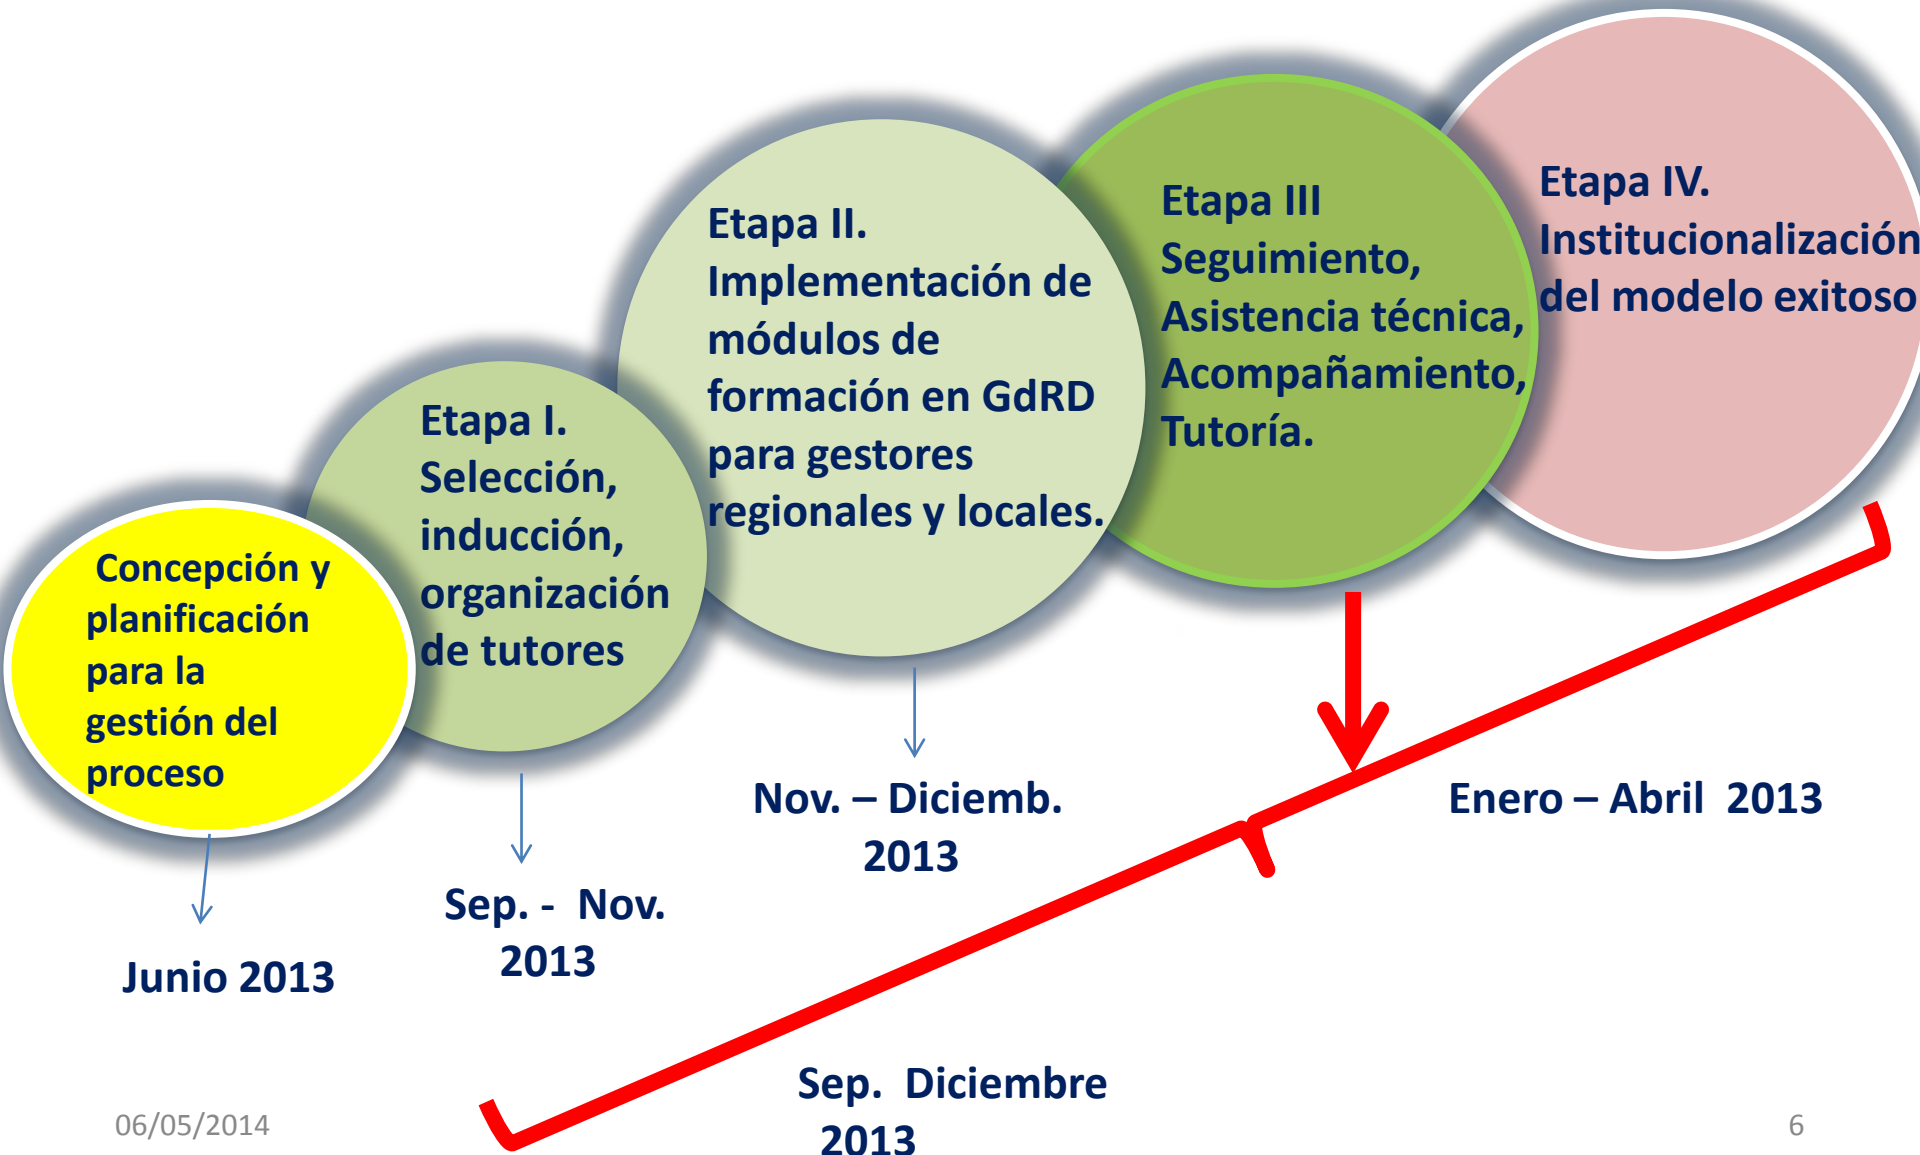 Concepción y
planificación
para la
gestión del
proceso
Etapa I.
Selección,
inducción,
organización
de tutores
Etapa II.
Implementación de
módulos de
formación en GdRD
para gestores
regionales y locales.
Etapa III
Seguimiento,
Asistencia técnica,
Acompañamiento,
Tutoría.
Etapa IV.
Institucionalización
del modelo exitoso
Junio 2013
Sep. - Nov.
2013
Nov. – Diciemb.
2013
Enero – Abril 2013
Sep. Diciembre
2013
06/05/2014
6